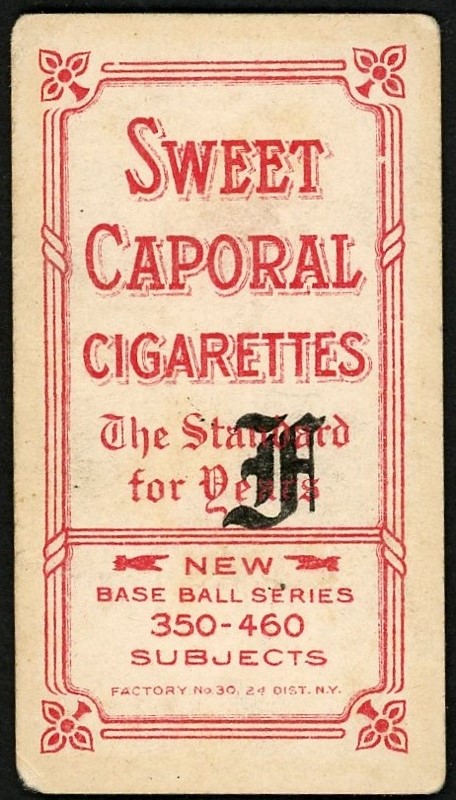 SWEET
CAPORAL
CIGARETTES
The Standard
for Years
F
NEW
BASE BALL SERIES
350-460
SUBJECTS
FACTORY No. 30, 24 DIST. N.Y.